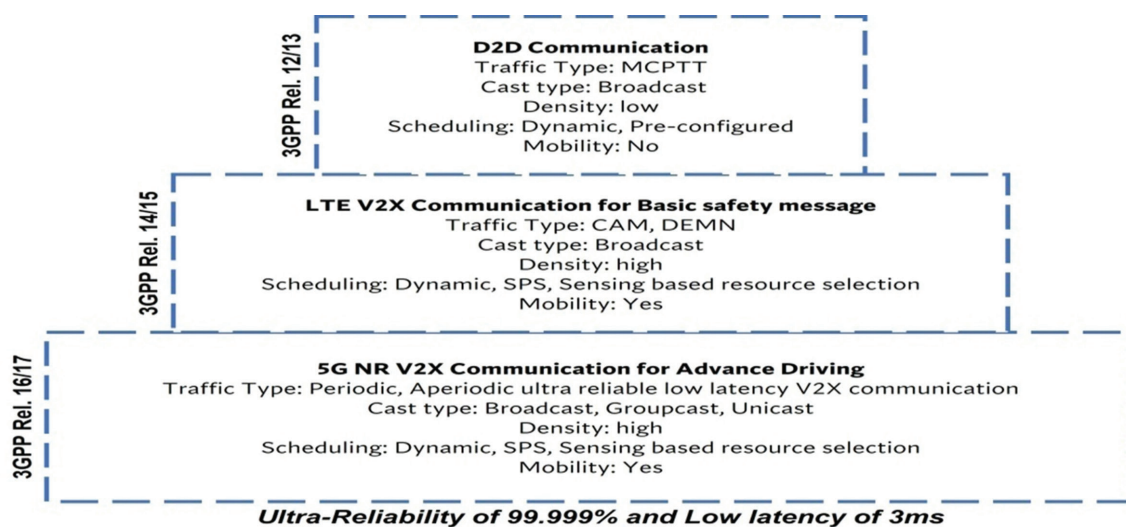 3GPP Rel. 12/13
D2D Communication
Traffic Type: MCPTT
Cast type: Broadcast
Density: low
Scheduling: Dynamic, Pre-configured
Mobility: No
3GPP Rel. 14/15
LTE V2X Communication for Basic safety message
Traffic Type: CAM, DEMN
Cast type: Broadcast
Density: high
Scheduling: Dynamic, SPS, Sensing based resource selection
Mobility: Yes
3GPP Rel. 16/17
5G NR V2X Communication for Advance Driving
Traffic Type: Periodic, Aperiodic ultra reliable low latency V2X communication
Cast type: Broadcast, Groupcast, Unicast
Density: high
Scheduling: Dynamic, SPS, Sensing based resource selection
Mobility: Yes
Ultra-Reliability of 99.999% and Low latency of 3ms